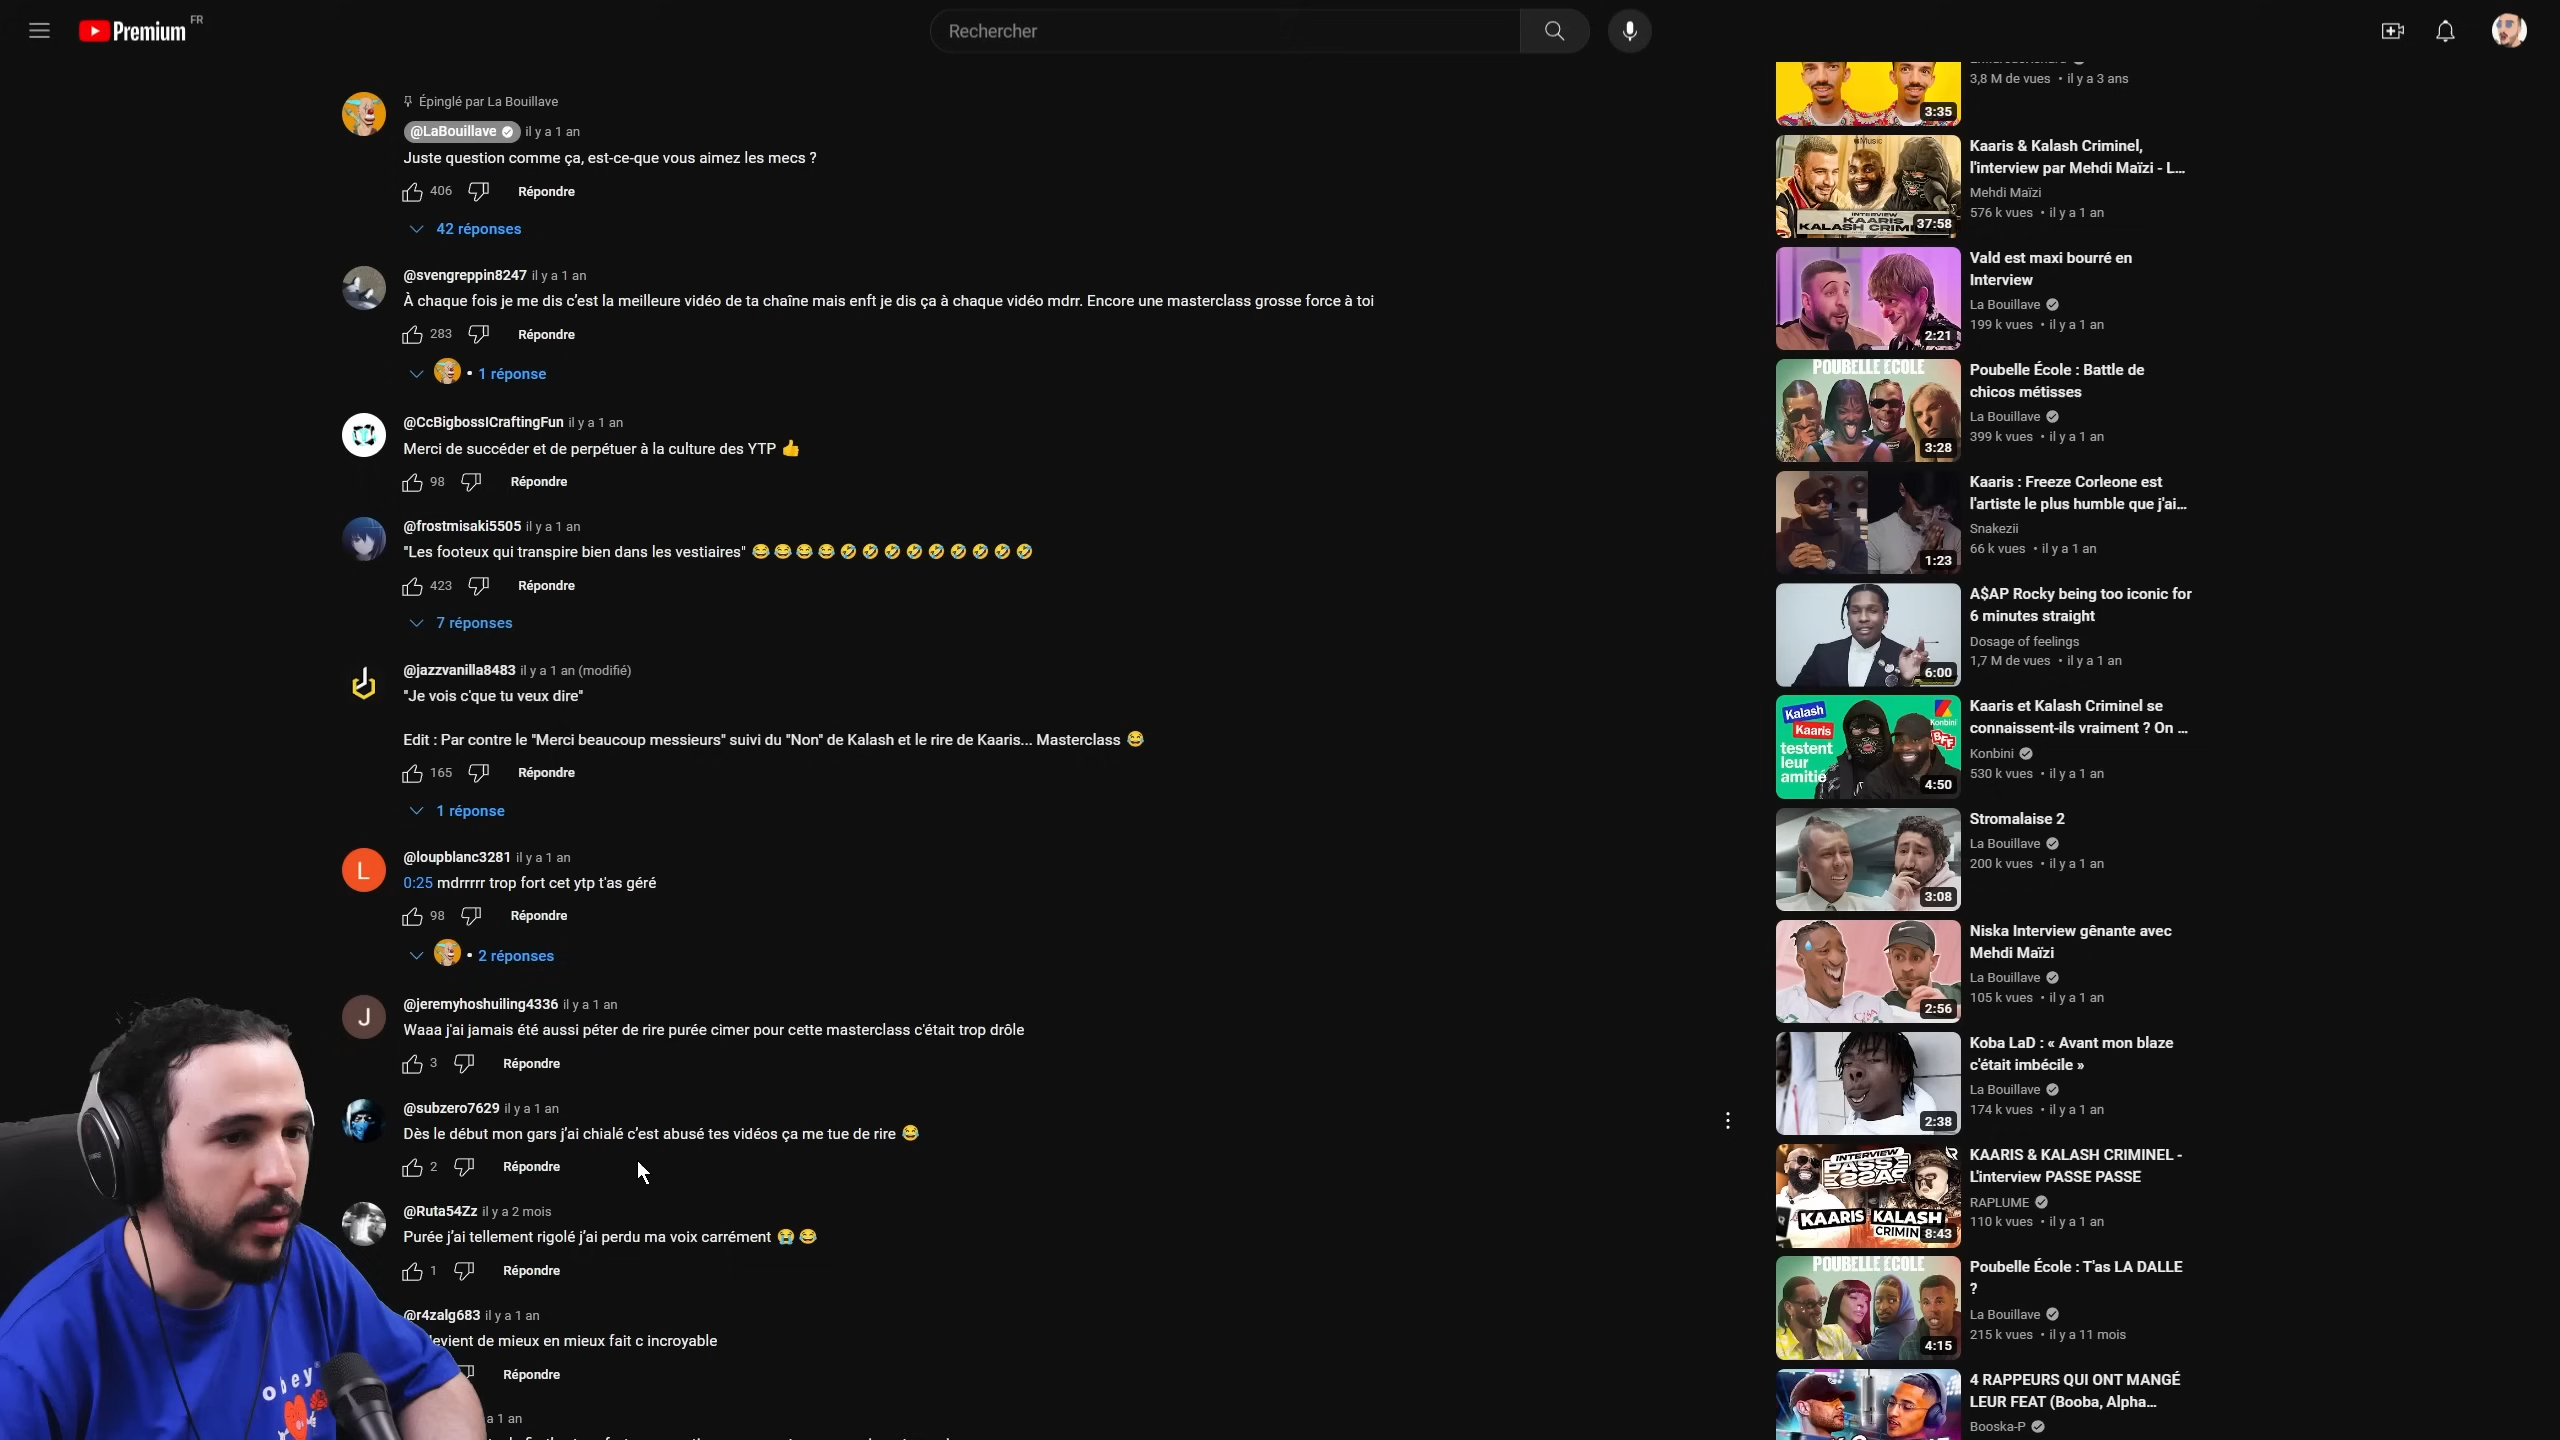 Premium FR
Rechercher
Épinglé par La Bouillave
@LaBouillave il y a 1 an
Juste question comme ça, est-ce-que vous aimez les mecs ?
406 Répondre
42 réponses
@svengreppin8247 il y a 1 an
À chaque fois je me dis c’est la meilleure vidéo de ta chaîne mais enft je dis ça à chaque vidéo mdrr. Encore une masterclass grosse force à toi
283 Répondre
• 1 réponse
@CcBigbossICraftingFun il y a 1 an
Merci de succéder et de perpétuer à la culture des YTP 👍
98 Répondre
@frostmisaki5505 il y a 1 an
"Les footeux qui transpire bien dans les vestiaires" 😂😂😂😂🤣🤣🤣🤣🤣🤣🤣🤣🤣
423 Répondre
7 réponses
@jazzvanilla8483 il y a 1 an (modifié)
"Je vois c'que tu veux dire"
Edit : Par contre le "Merci beaucoup messieurs" suivi du "Non" de Kalash et le rire de Kaaris... Masterclass 😂
165 Répondre
1 réponse
L
@loupblanc3281 il y a 1 an
0:25 mdrrrrr trop fort cet ytp t'as géré
98 Répondre
• 2 réponses
J
@jeremyhoshuiling4336 il y a 1 an
Waaa j'ai jamais été aussi péter de rire purée cimer pour cette masterclass c'était trop drôle
3 Répondre
@subzero7629 il y a 1 an
Dès le début mon gars j’ai chialé c’est abusé tes vidéos ça me tue de rire 😂
2 Répondre
@Ruta54Zz il y a 2 mois
Purée j’ai tellement rigolé j’ai perdu ma voix carrément 😭😂
1 Répondre
@r4zalg683 il y a 1 an
devient de mieux en mieux fait c incroyable
Répondre
a 1 an
obey
3,8 M de vues • il y a 3 ans
3:35
Kaaris & Kalash Criminel,
l'interview par Mehdi Maïzi - L...
Mehdi Maïzi
576 k vues • il y a 1 an
Music
INTERVIEW
KAARIS
KALASH CRIM
37:58
Vald est maxi bourré en
Interview
La Bouillave
199 k vues • il y a 1 an
2:21
Poubelle École : Battle de
chicos métisses
La Bouillave
399 k vues • il y a 1 an
POUBELLE ÉCOLE
3:28
Kaaris : Freeze Corleone est
l'artiste le plus humble que j'ai...
Snakezii
66 k vues • il y a 1 an
1:23
A$AP Rocky being too iconic for
6 minutes straight
Dosage of feelings
1,7 M de vues • il y a 1 an
6:00
Kaaris et Kalash Criminel se
connaissent-ils vraiment ? On ...
Konbini
530 k vues • il y a 1 an
Kalash
Kaaris
testent
leur
amitié
Konbini
BFF
4:50
Stromalaise 2
La Bouillave
200 k vues • il y a 1 an
3:08
Niska Interview gênante avec
Mehdi Maïzi
La Bouillave
105 k vues • il y a 1 an
2:56
Koba LaD : « Avant mon blaze
c'était imbécile »
La Bouillave
174 k vues • il y a 1 an
2:38
KAARIS & KALASH CRIMINEL -
L'interview PASSE PASSE
RAPLUME
110 k vues • il y a 1 an
INTERVIEW
PASSE
PASSE
KAARIS KALASH
CRIMIN
8:43
Poubelle École : T'as LA DALLE
?
La Bouillave
215 k vues • il y a 11 mois
POUBELLE ÉCOLE
4:15
4 RAPPEURS QUI ONT MANGÉ
LEUR FEAT (Booba, Alpha...
Booska-P